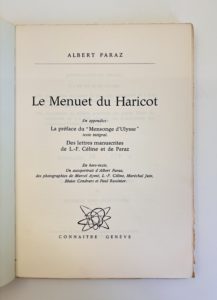 ALBERT PARAZ
Le Menuet du Haricot
En appendice :
La préface du "Mensonge d'Ulysse"
texte intégral
Des lettres manuscrites
de L.-F. Céline et de Paraz
En hors-texte,
Un autoportrait d'Albert Paraz,
des photographies de Marcel Aymé, L.-F. Céline, Maréchal Juin,
Blaise Cendrars et Paul Rassinier.
CONNAITRE GENÈVE